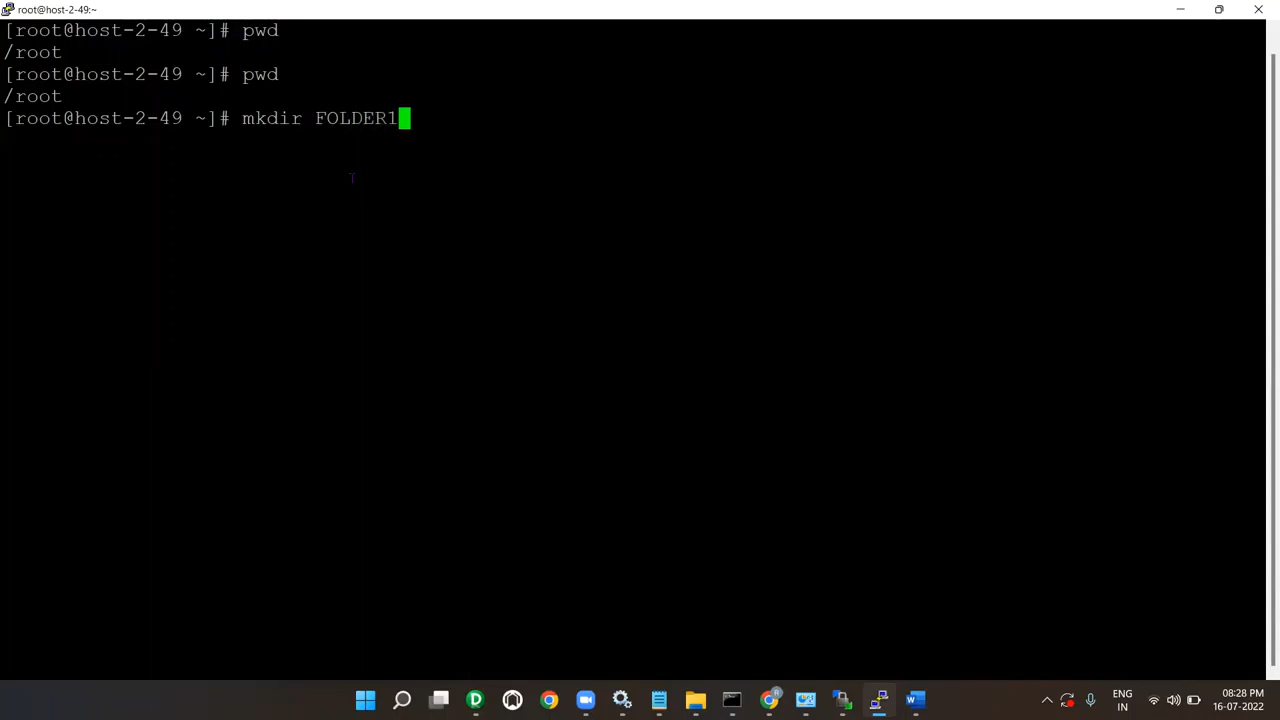 root@host-2-49:~
[root@host-2-49 ~]# pwd
/root
[root@host-2-49 ~]# pwd
/root
[root@host-2-49 ~]# mkdir FOLDER1
ENG
IN
08:28 PM
16-07-2022